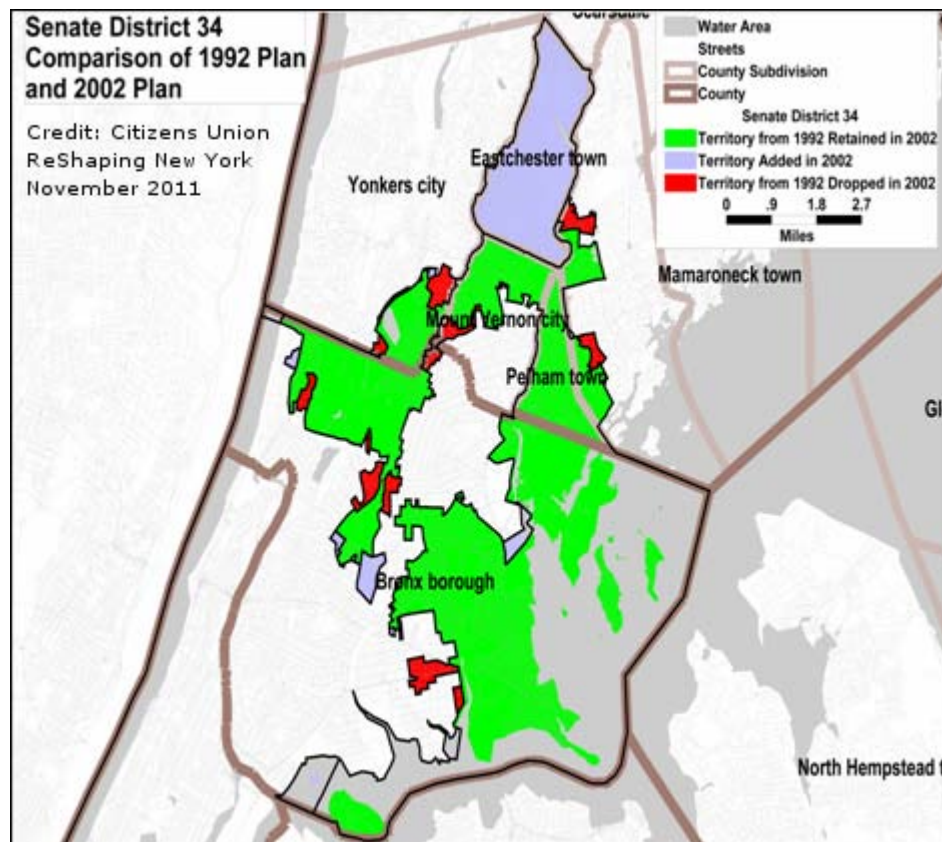 Senate District 34
Comparison of 1992 Plan
and 2002 Plan
Credit: Citizens Union
ReShaping New York
November 2011
Water Area
Streets
County Subdivision
County
Senate District 34
Territory from 1992 Retained in 2002
Territory Added in 2002
Territory from 1992 Dropped in 2002
0 .9 1.8 2.7
Miles
Eastchester town
Yonkers city
Mamaroneck town
Mount Vernon city
Pelham town
Gl
Bronx borough
North Hempstead t